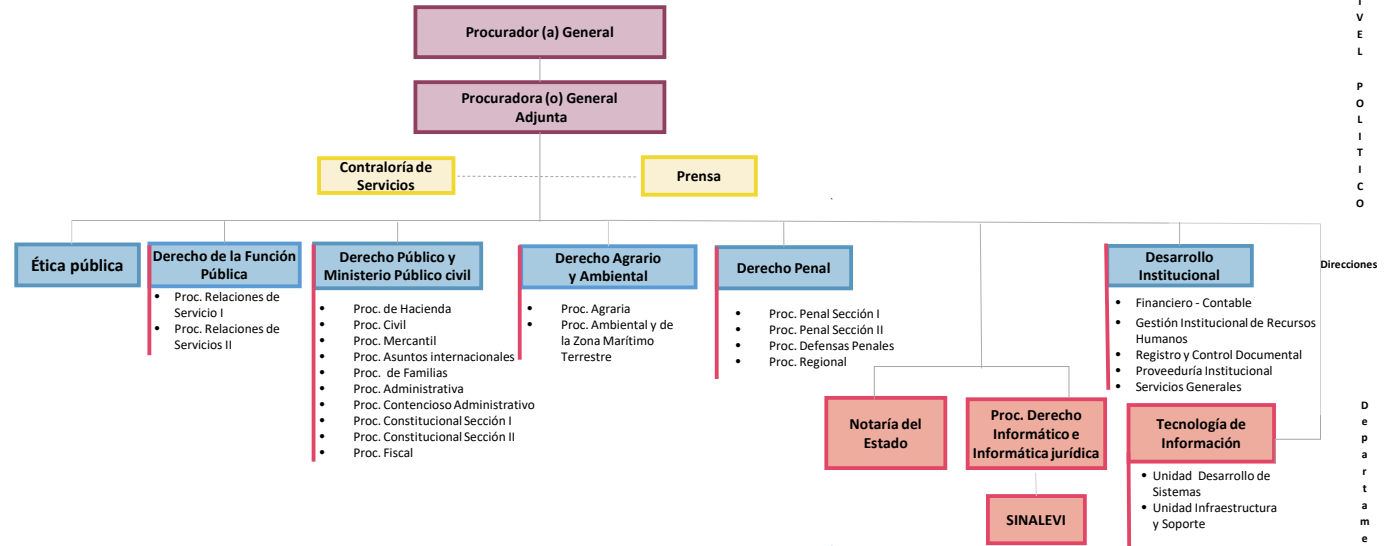 Procurador (a) General
Procuradora (o) General
Adjunta
Contraloría de
Servicios
Prensa
Ética pública
Derecho de la Función
Pública
• Proc. Relaciones de
Servicio I
• Proc. Relaciones de
Servicios II
Derecho Público y
Ministerio Público civil
• Proc. de Hacienda
• Proc. Civil
• Proc. Mercantil
• Proc. Asuntos internacionales
• Proc. de Familias
• Proc. Administrativa
• Proc. Contencioso Administrativo
• Proc. Constitucional Sección I
• Proc. Constitucional Sección II
• Proc. Fiscal
Derecho Agrario
y Ambiental
• Proc. Agraria
• Proc. Ambiental y de
la Zona Marítimo
Terrestre
Derecho Penal
• Proc. Penal Sección I
• Proc. Penal Sección II
• Proc. Defensas Penales
• Proc. Regional
Desarrollo
Institucional
• Financiero - Contable
• Gestión Institucional de Recursos
Humanos
• Registro y Control Documental
• Proveeduría Institucional
• Servicios Generales
Notaría del
Estado
Proc. Derecho
Informático e
Informática jurídica
SINALEVI
Tecnología de
Información
• Unidad Desarrollo de
Sistemas
• Unidad Infraestructura
y Soporte
I
V
E
L
P
O
L
I
T
I
C
O
Direcciones
D
e
p
a
r
t
a
m
e